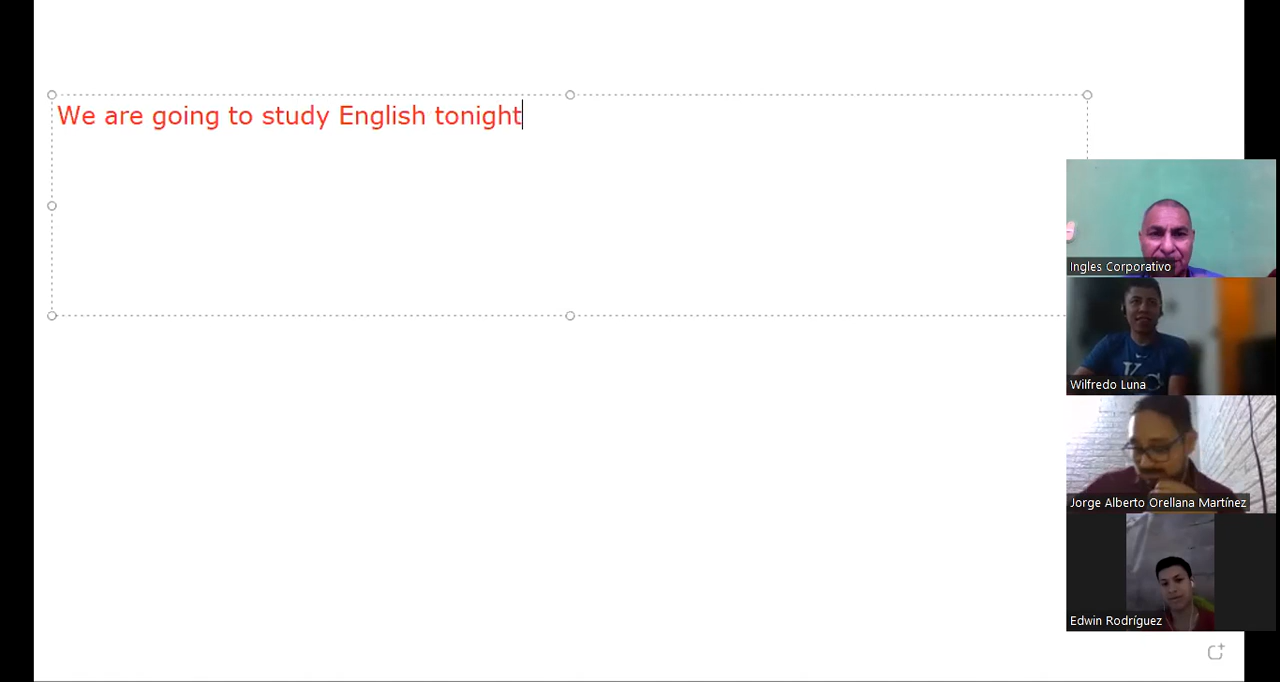 We are going to study English tonight
Ingles Corporativo
Wilfredo Luna
Jorge Alberto Orellana Martínez
Edwin Rodríguez